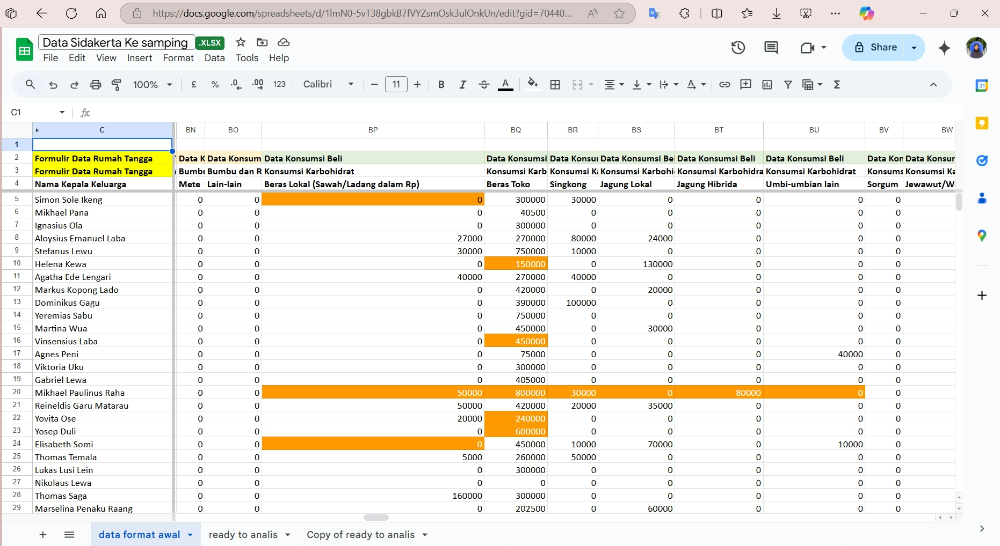 https://docs.google.com/spreadsheets/d/1lmN0-5vT38gbkB7fVYZsmOsk3ulOnkUn/edit?gid=70440...
Data Sidakerta Ke samping .XLSX
File Edit View Insert Format Data Tools Help
Share
100% £ % .0 .00 123 Calibri 11
C1 fx
C BN BO BP BQ BR BS BT BU BV BW
1
2 Formulir Data Rumah Tangga Data K Data Konsum Data Konsumsi Beli Data Konsumsi Data Konsur Data Konsumsi Be Data Konsumsi Beli Data Konsumsi Beli Data Kon Data Konsur
3 Formulir Data Rumah Tangga Bumbu Bumbu dan R Konsumsi Karbohidrat Konsumsi Karb Konsumsi Ka Konsumsi Karbohi Konsumsi Karbohidra Konsumsi Karbohidrat Konsums Konsumsi Ka
4 Nama Kepala Keluarga Mete Lain-lain Beras Lokal (Sawah/Ladang dalam Rp) Beras Toko Singkong Jagung Lokal Jagung Hibrida Umbi-umbian lain Sorgum Jewawut/W
5 Simon Sole Ikeng 0 0 0 300000 30000 0 0 0 0
6 Mikhael Pana 0 0 0 40500 0 0 0 0 0
7 Ignasius Ola 0 0 0 300000 0 0 0 0 0
8 Aloysius Emanuel Laba 0 0 27000 270000 80000 24000 0 0 0
9 Stefanus Lewu 0 0 30000 750000 10000 0 0 0 0
10 Helena Kewa 0 0 0 150000 0 130000 0 0 0
11 Agatha Ede Lengari 0 0 40000 270000 40000 0 0 0 0
12 Markus Kopong Lado 0 0 0 420000 0 20000 0 0 0
13 Dominikus Gagu 0 0 0 390000 100000 0 0 0 0
14 Yeremias Sabu 0 0 0 750000 0 0 0 0 0
15 Martina Wua 0 0 0 450000 0 30000 0 0 0
16 Vinsensius Laba 0 0 0 450000 0 0 0 0 0
17 Agnes Peni 0 0 0 75000 0 0 0 40000 0
18 Viktoria Uku 0 0 0 300000 0 0 0 0 0
19 Gabriel Lewa 0 0 0 405000 0 0 0 0 0
20 Mikhael Paulinus Raha 0 0 50000 800000 30000 0 80000 0 0
21 Reineldis Garu Matarau 0 0 50000 420000 20000 35000 0 0 0
22 Yovita Ose 0 0 20000 240000 0 0 0 0 0
23 Yosep Duli 0 0 0 600000 0 0 0 0 0
24 Elisabeth Somi 0 0 0 450000 10000 70000 0 10000 0
25 Thomas Temala 0 0 5000 260000 50000 0 0 0 0
26 Lukas Lusi Lein 0 0 0 300000 0 0 0 0 0
27 Nikolaus Lewa 0 0 0 0 0 0 0 0 0
28 Thomas Saga 0 0 160000 300000 0 0 0 0 0
29 Marselina Penaku Raang 0 0 0 202500 0 60000 0 0 0
data format awal ready to analis Copy of ready to analis